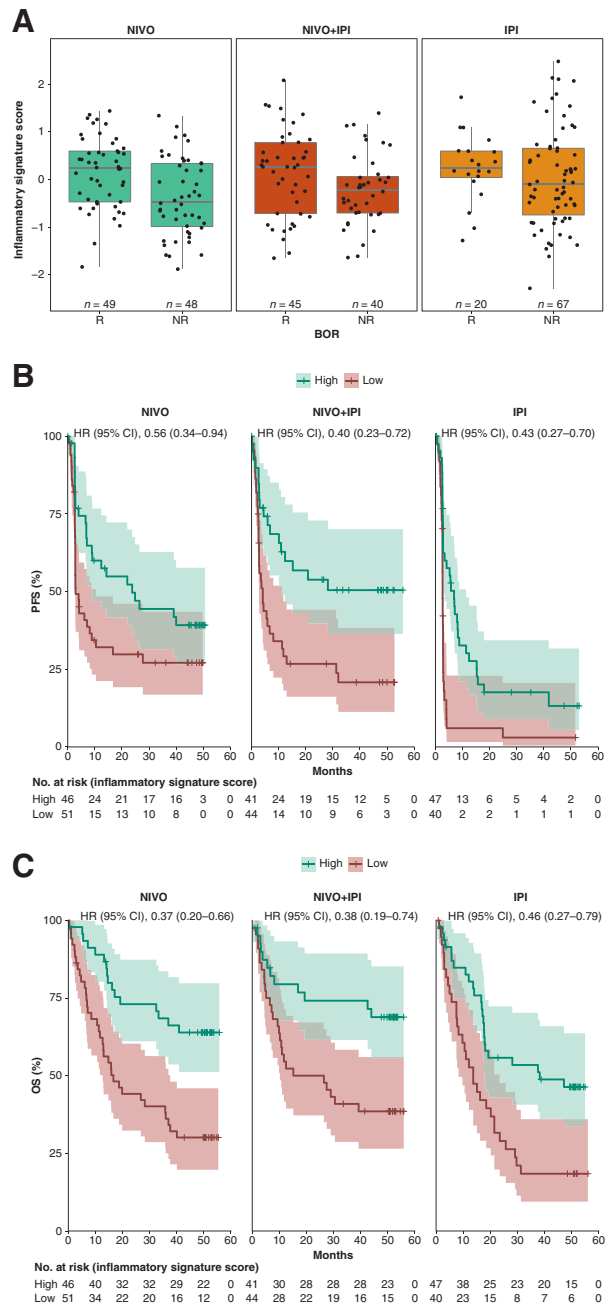 A
NIVO NIVO+IPI IPI
Inflammatory signature score
2
1
0
−1
−2
n = 49 n = 48 n = 45 n = 40 n = 20 n = 67
R NR R NR R NR
BOR
B
High Low
NIVO NIVO+IPI IPI
HR (95% CI), 0.56 (0.34–0.94) HR (95% CI), 0.40 (0.23–0.72) HR (95% CI), 0.43 (0.27–0.70)
PFS (%)
100
75
50
25
0
0 10 20 30 40 50 60 0 10 20 30 40 50 60 0 10 20 30 40 50 60
Months
No. at risk (inflammatory signature score)
High 46 24 21 17 16 3 0 41 24 19 15 12 5 0 47 13 6 5 4 2 0
Low 51 15 13 10 8 0 0 44 14 10 9 6 3 0 40 2 2 1 1 1 0
C
High Low
NIVO NIVO+IPI IPI
HR (95% CI), 0.37 (0.20–0.66) HR (95% CI), 0.38 (0.19–0.74) HR (95% CI), 0.46 (0.27–0.79)
OS (%)
100
75
50
25
0
0 10 20 30 40 50 60 0 10 20 30 40 50 60 0 10 20 30 40 50 60
Months
No. at risk (inflammatory signature score)
High 46 40 32 32 29 22 0 41 30 28 28 28 23 0 47 38 25 23 20 15 0
Low 51 34 22 20 16 12 0 44 28 22 19 16 15 0 40 23 15 8 7 6 0